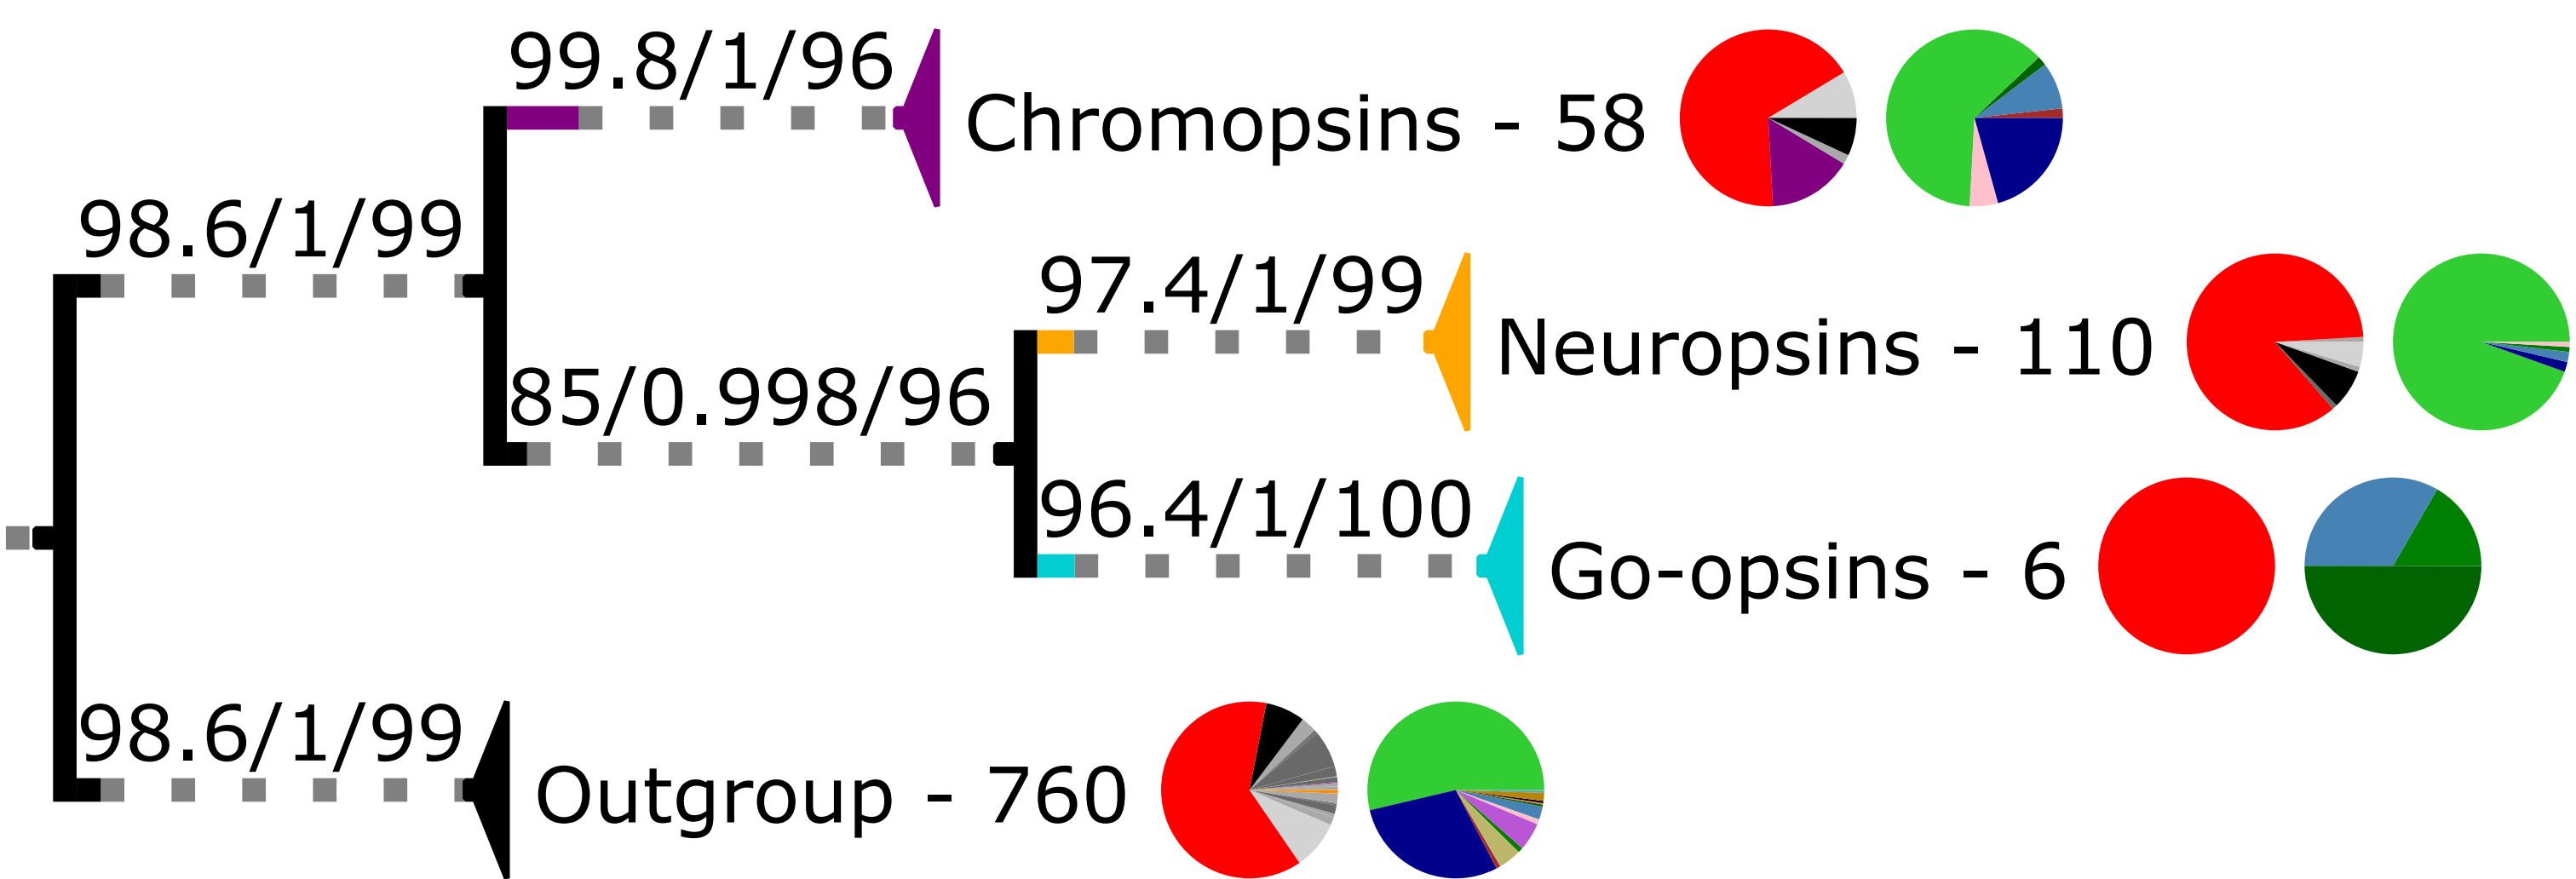 99.8/1/96
Chromopsins - 58
98.6/1/99
97.4/1/99
Neuropsins - 110
85/0.998/96
96.4/1/100
Go-opsins - 6
98.6/1/99
Outgroup - 760